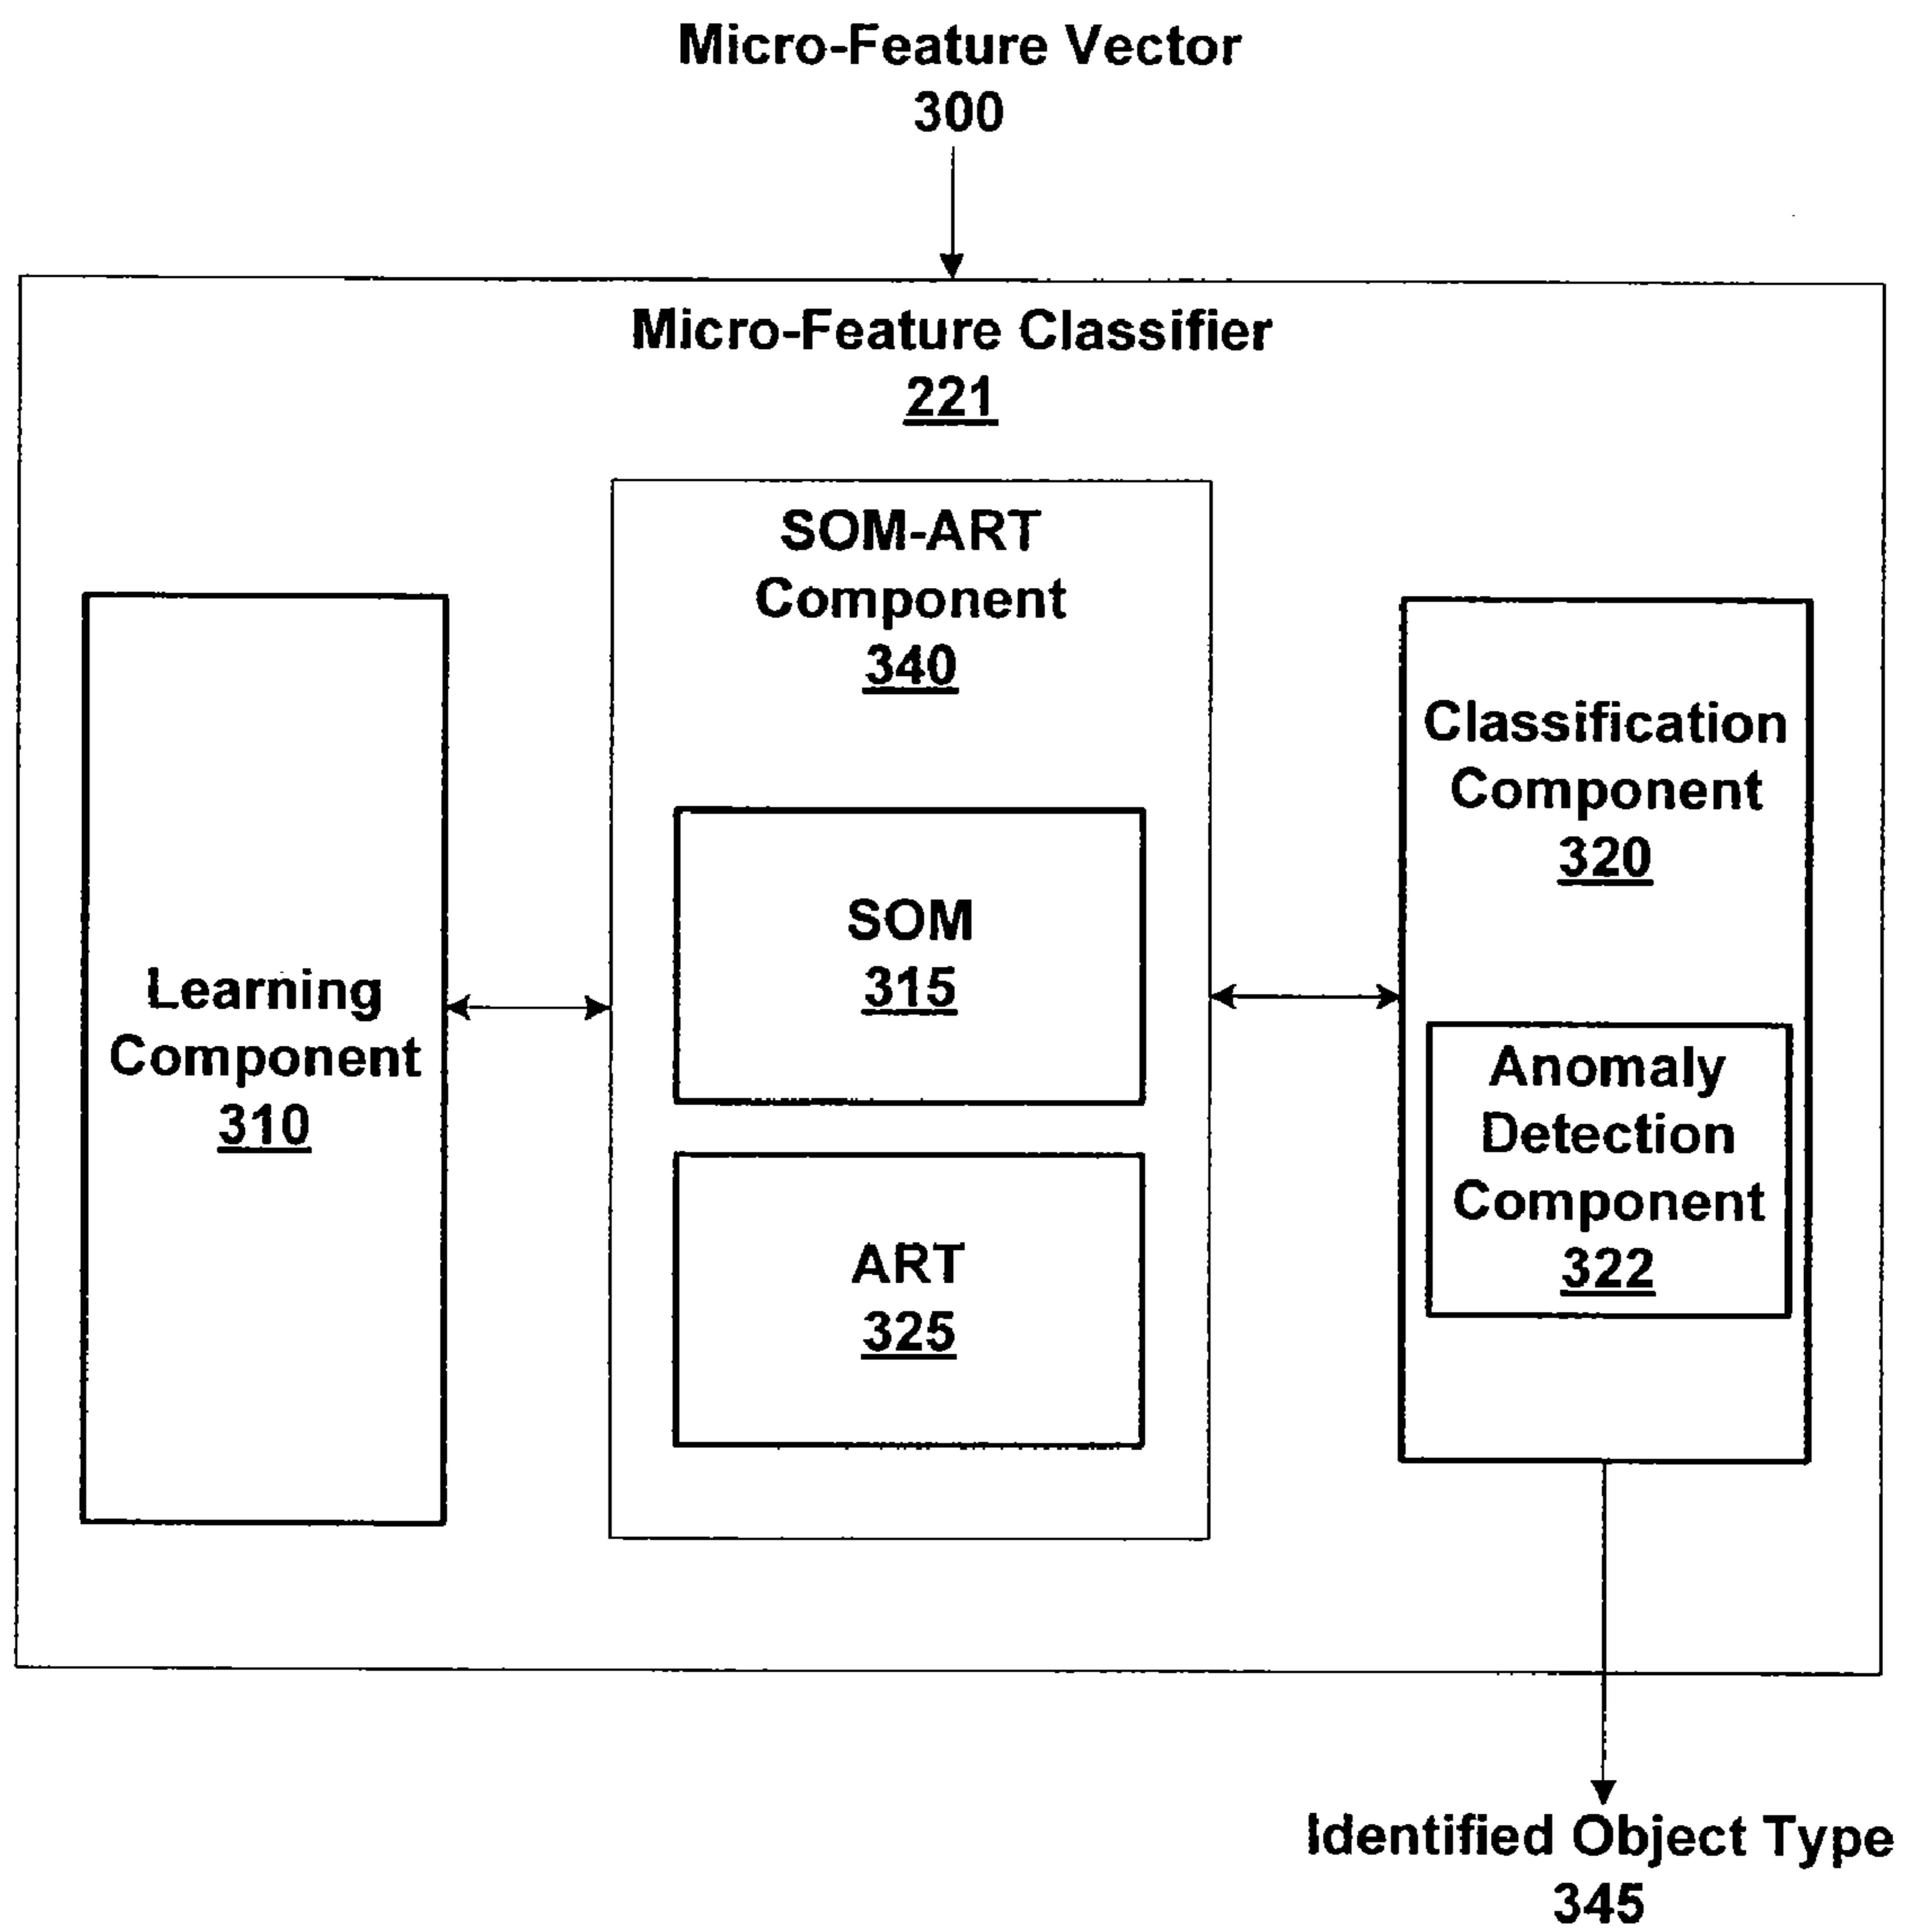 Micro-Feature Vector
300
Micro-Feature Classifier
221
SOM-ART
Component
340
Learning
Component
310
SOM
315
ART
325
Classification
Component
320
Anomaly
Detection
Component
322
Identified Object Type
345